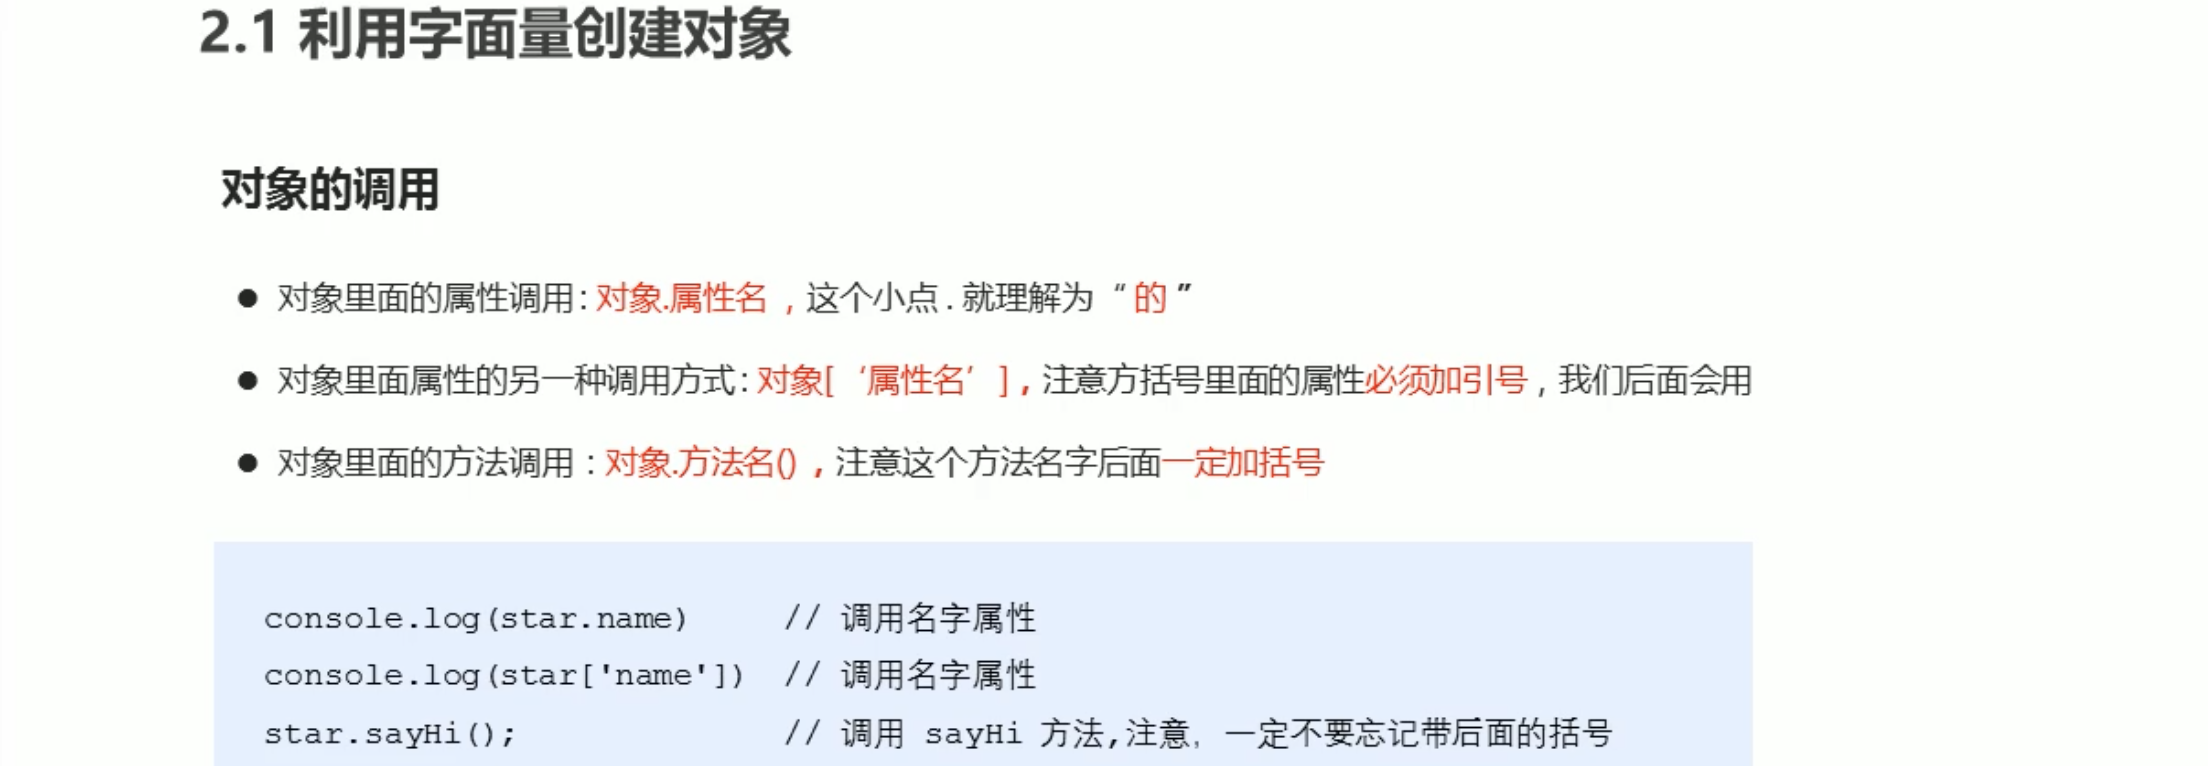 2.1 利用字面量创建对象
对象的调用
● 对象里面的属性调用: 对象.属性名 , 这个小点 . 就理解为 “ 的 ”
● 对象里面属性的另一种调用方式: 对象[ ‘属性名’ ] , 注意方括号里面的属性必须加引号 , 我们后面会用
● 对象里面的方法调用 : 对象.方法名() , 注意这个方法名字后面一定加括号
console.log(star.name)     // 调用名字属性
console.log(star['name'])  // 调用名字属性
star.sayHi();              // 调用 sayHi 方法,注意，一定不要忘记带后面的括号